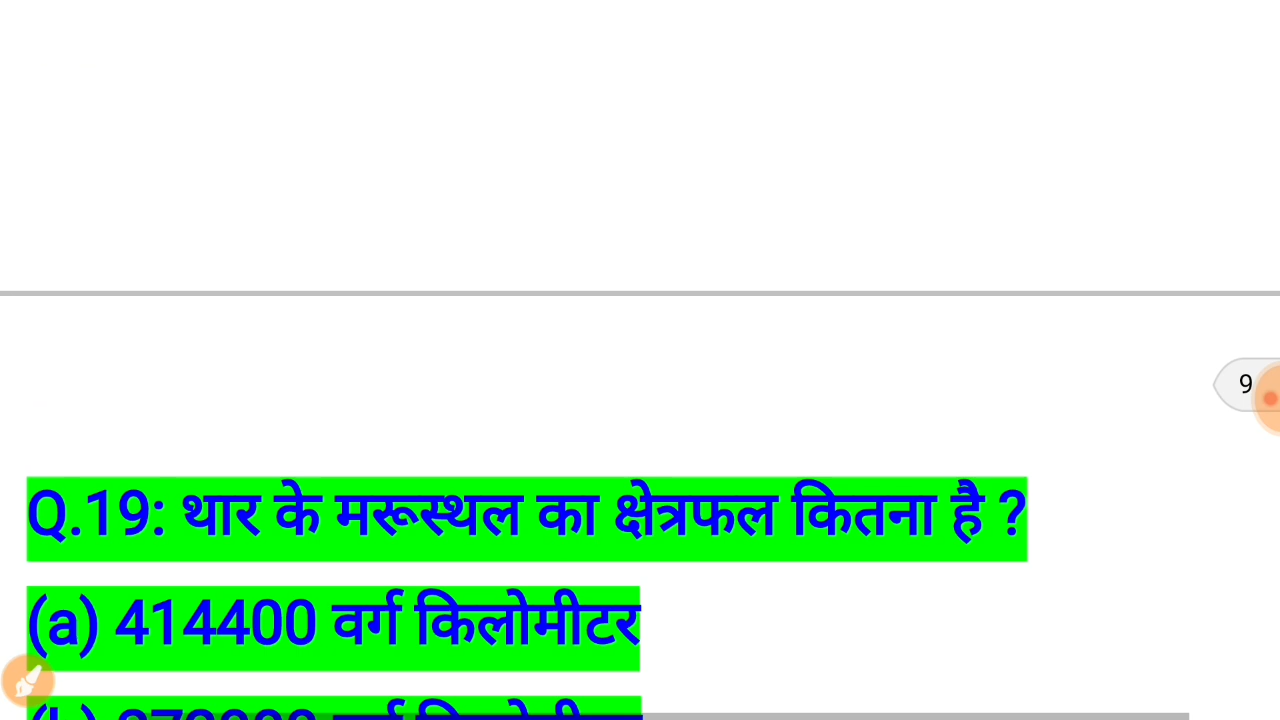 9
Q.19: थार के मरूस्थल का क्षेत्रफल कितना है ?
(a) 414400 वर्ग किलोमीटर